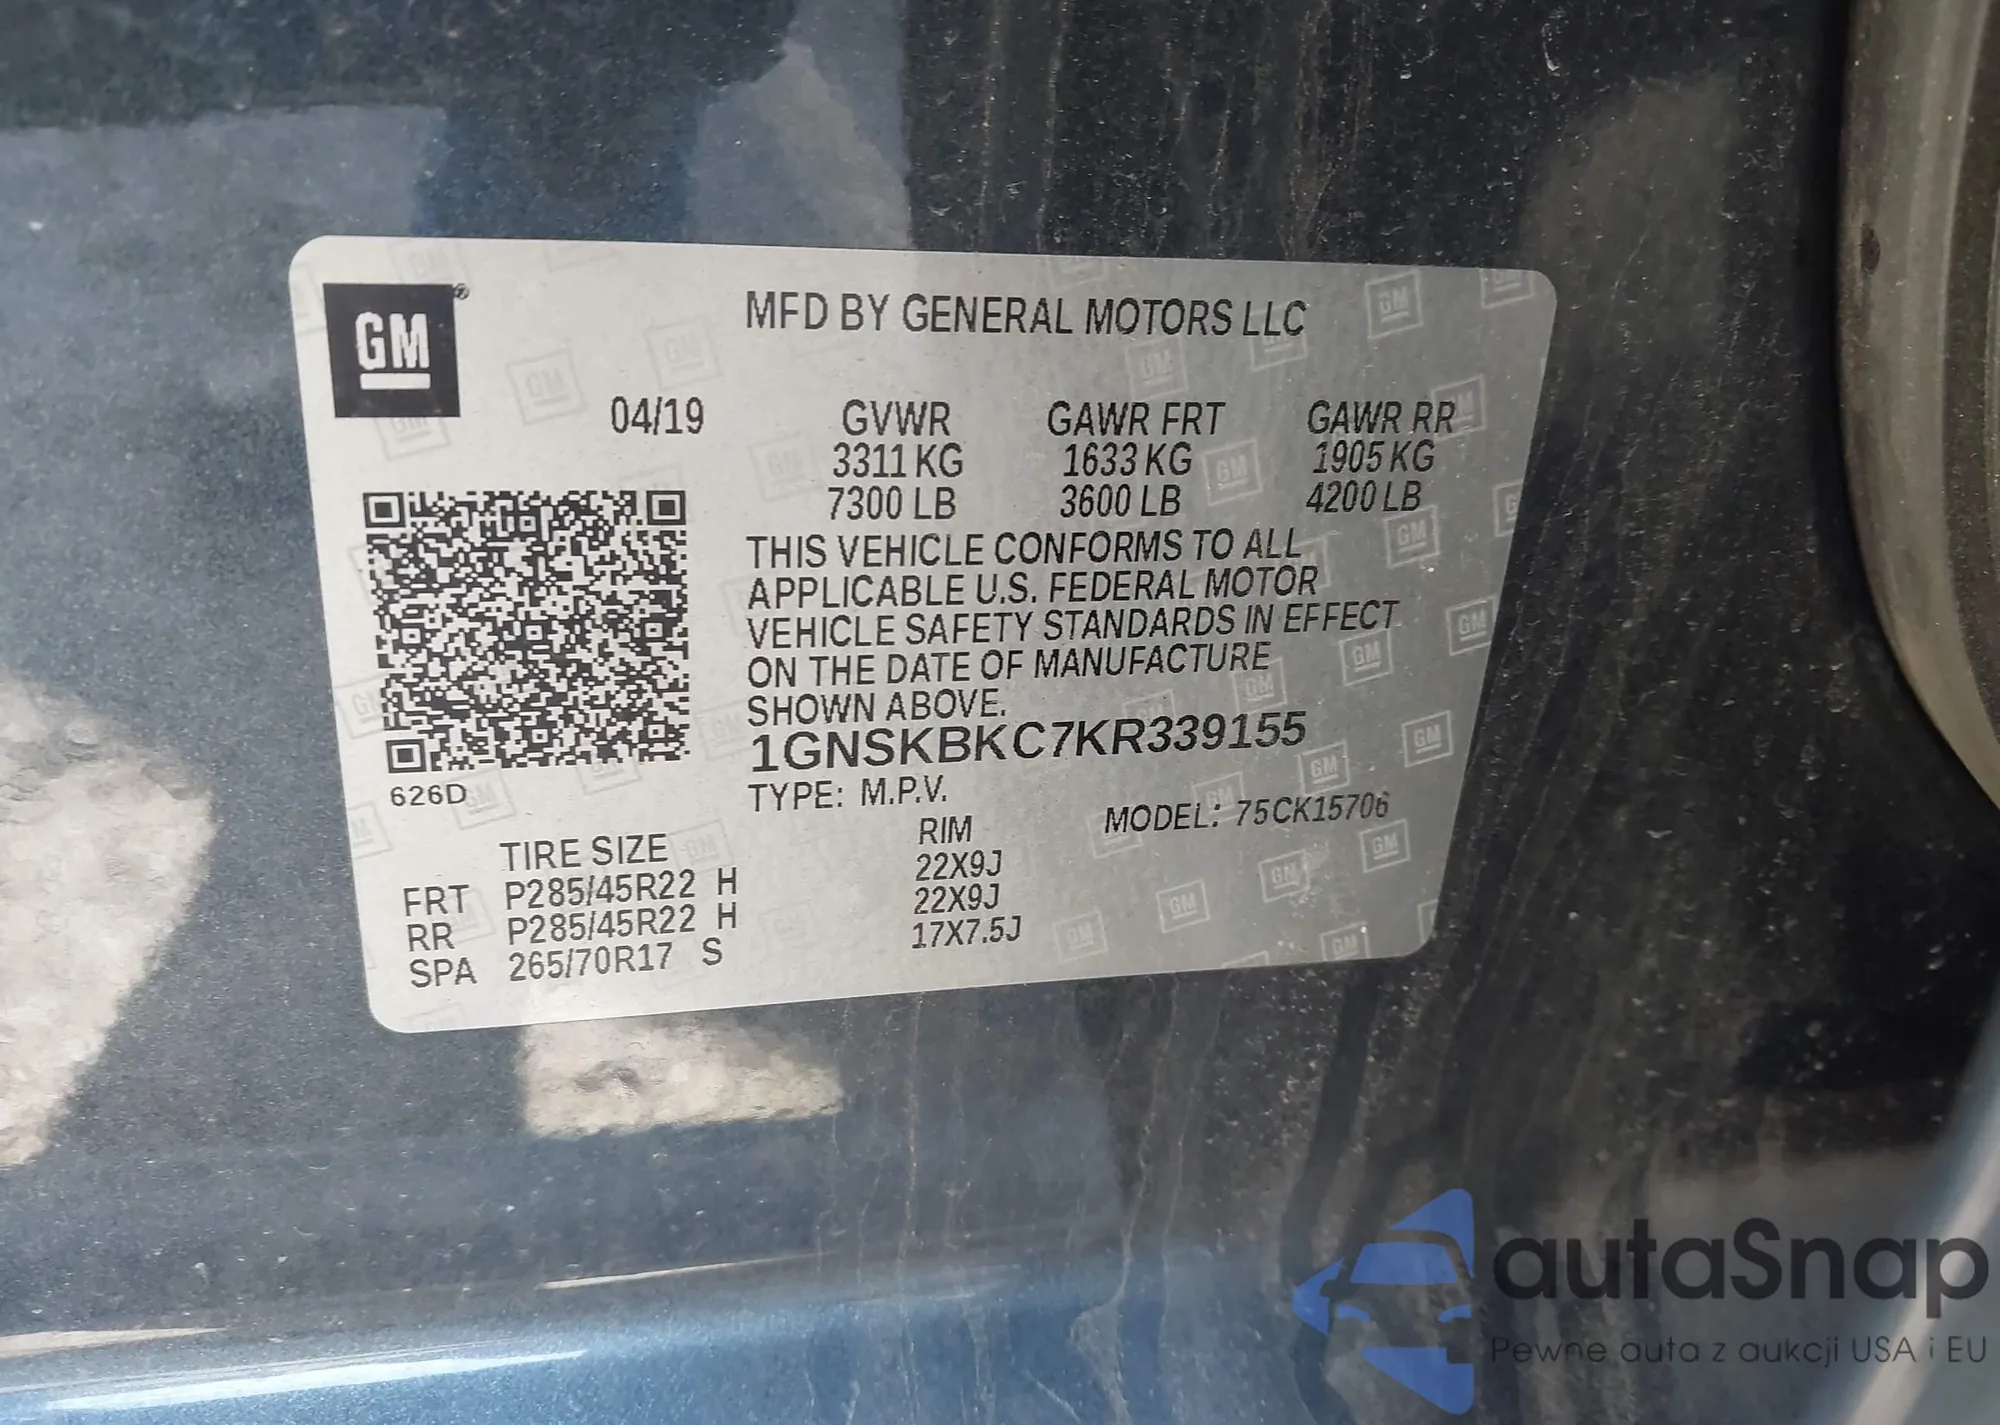 GM®
MFD BY GENERAL MOTORS LLC
04/19 GVWR GAWR FRT GAWR RR
3311 KG 1633 KG 1905 KG
7300 LB 3600 LB 4200 LB
THIS VEHICLE CONFORMS TO ALL
APPLICABLE U.S. FEDERAL MOTOR
VEHICLE SAFETY STANDARDS IN EFFECT
ON THE DATE OF MANUFACTURE
SHOWN ABOVE.
1GNSKBKC7KR339155
626D
TYPE: M.P.V. MODEL: 75CK15706
TIRE SIZE RIM
FRT P285/45R22 H 22X9J
RR P285/45R22 H 22X9J
SPA 265/70R17 S 17X7.5J
autaSnap
Pewne auta z aukcji USA i EU